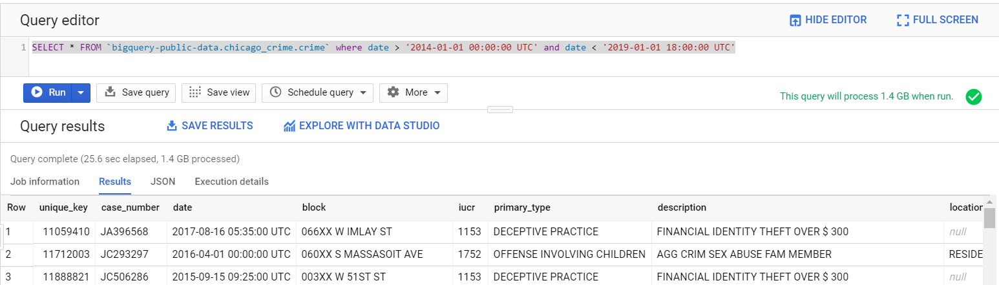 Query editor HIDE EDITOR FULL SCREEN
1 SELECT * FROM `bigquery-public-data.chicago_crime.crime` where date > '2014-01-01 00:00:00 UTC' and date < '2019-01-01 18:00:00 UTC'
Run Save query Save view Schedule query More This query will process 1.4 GB when run.
Query results SAVE RESULTS EXPLORE WITH DATA STUDIO
Query complete (25.6 sec elapsed, 1.4 GB processed)
Job information Results JSON Execution details
Row unique_key case_number date block iucr primary_type description location
1 11059410 JA396568 2017-08-16 05:35:00 UTC 066XX W IMLAY ST 1153 DECEPTIVE PRACTICE FINANCIAL IDENTITY THEFT OVER $ 300 null
2 11712003 JC293297 2016-04-01 00:00:00 UTC 060XX S MASSASOIT AVE 1752 OFFENSE INVOLVING CHILDREN AGG CRIM SEX ABUSE FAM MEMBER RESIDE
3 11888821 JC506286 2015-09-15 09:25:00 UTC 003XX W 51ST ST 1153 DECEPTIVE PRACTICE FINANCIAL IDENTITY THEFT OVER $ 300 null